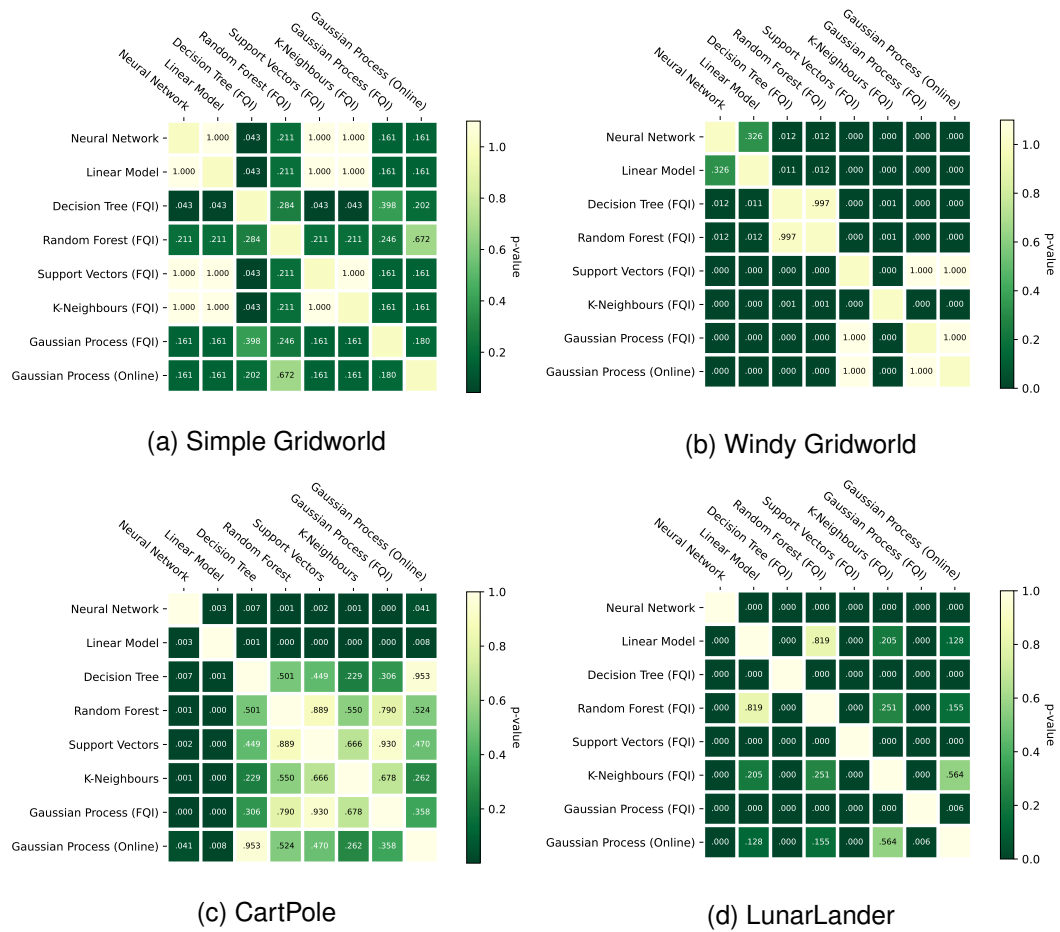 Neural Network
Linear Model
Decision Tree (FQI)
Random Forest (FQI)
Support Vectors (FQI)
K-Neighbours (FQI)
Gaussian Process (FQI)
Gaussian Process (Online)
Neural Network 1.000 .043 .211 1.000 1.000 .161 .161
Linear Model 1.000 .043 .211 1.000 1.000 .161 .161
Decision Tree (FQI) .043 .043 .284 .043 .043 .398 .202
Random Forest (FQI) .211 .211 .284 .211 .211 .246 .672
Support Vectors (FQI) 1.000 1.000 .043 .211 1.000 .161 .161
K-Neighbours (FQI) 1.000 1.000 .043 .211 1.000 .161 .161
Gaussian Process (FQI) .161 .161 .398 .246 .161 .161 .180
Gaussian Process (Online) .161 .161 .202 .672 .161 .161 .180
1.0
0.8
0.6
0.4
0.2
p-value
(a) Simple Gridworld
Neural Network
Linear Model
Decision Tree (FQI)
Random Forest (FQI)
Support Vectors (FQI)
K-Neighbours (FQI)
Gaussian Process (FQI)
Gaussian Process (Online)
Neural Network .326 .012 .012 .000 .000 .000 .000
Linear Model .326 .011 .012 .000 .000 .000 .000
Decision Tree (FQI) .012 .011 .997 .000 .001 .000 .000
Random Forest (FQI) .012 .012 .997 .000 .001 .000 .000
Support Vectors (FQI) .000 .000 .000 .000 .000 1.000 1.000
K-Neighbours (FQI) .000 .000 .001 .001 .000 .000 .000
Gaussian Process (FQI) .000 .000 .000 .000 1.000 .000 1.000
Gaussian Process (Online) .000 .000 .000 .000 1.000 .000 1.000
1.0
0.8
0.6
0.4
0.2
0.0
p-value
(b) Windy Gridworld
Neural Network
Linear Model
Decision Tree
Random Forest
Support Vectors
K-Neighbours
Gaussian Process (FQI)
Gaussian Process (Online)
Neural Network .003 .007 .001 .002 .001 .000 .041
Linear Model .003 .001 .000 .000 .000 .000 .008
Decision Tree .007 .001 .501 .449 .229 .306 .953
Random Forest .001 .000 .501 .889 .550 .790 .524
Support Vectors .002 .000 .449 .889 .666 .930 .470
K-Neighbours .001 .000 .229 .550 .666 .678 .262
Gaussian Process (FQI) .000 .000 .306 .790 .930 .678 .358
Gaussian Process (Online) .041 .008 .953 .524 .470 .262 .358
1.0
0.8
0.6
0.4
0.2
p-value
(c) CartPole
Neural Network
Linear Model
Decision Tree (FQI)
Random Forest (FQI)
Support Vectors (FQI)
K-Neighbours (FQI)
Gaussian Process (FQI)
Gaussian Process (Online)
Neural Network .000 .000 .000 .000 .000 .000 .000
Linear Model .000 .000 .819 .000 .205 .000 .128
Decision Tree (FQI) .000 .000 .000 .000 .000 .000 .000
Random Forest (FQI) .000 .819 .000 .000 .251 .000 .155
Support Vectors (FQI) .000 .000 .000 .000 .000 .000 .000
K-Neighbours (FQI) .000 .205 .000 .251 .000 .000 .564
Gaussian Process (FQI) .000 .000 .000 .000 .000 .000 .006
Gaussian Process (Online) .000 .128 .000 .155 .000 .564 .006
1.0
0.8
0.6
0.4
0.2
0.0
p-value
(d) LunarLander